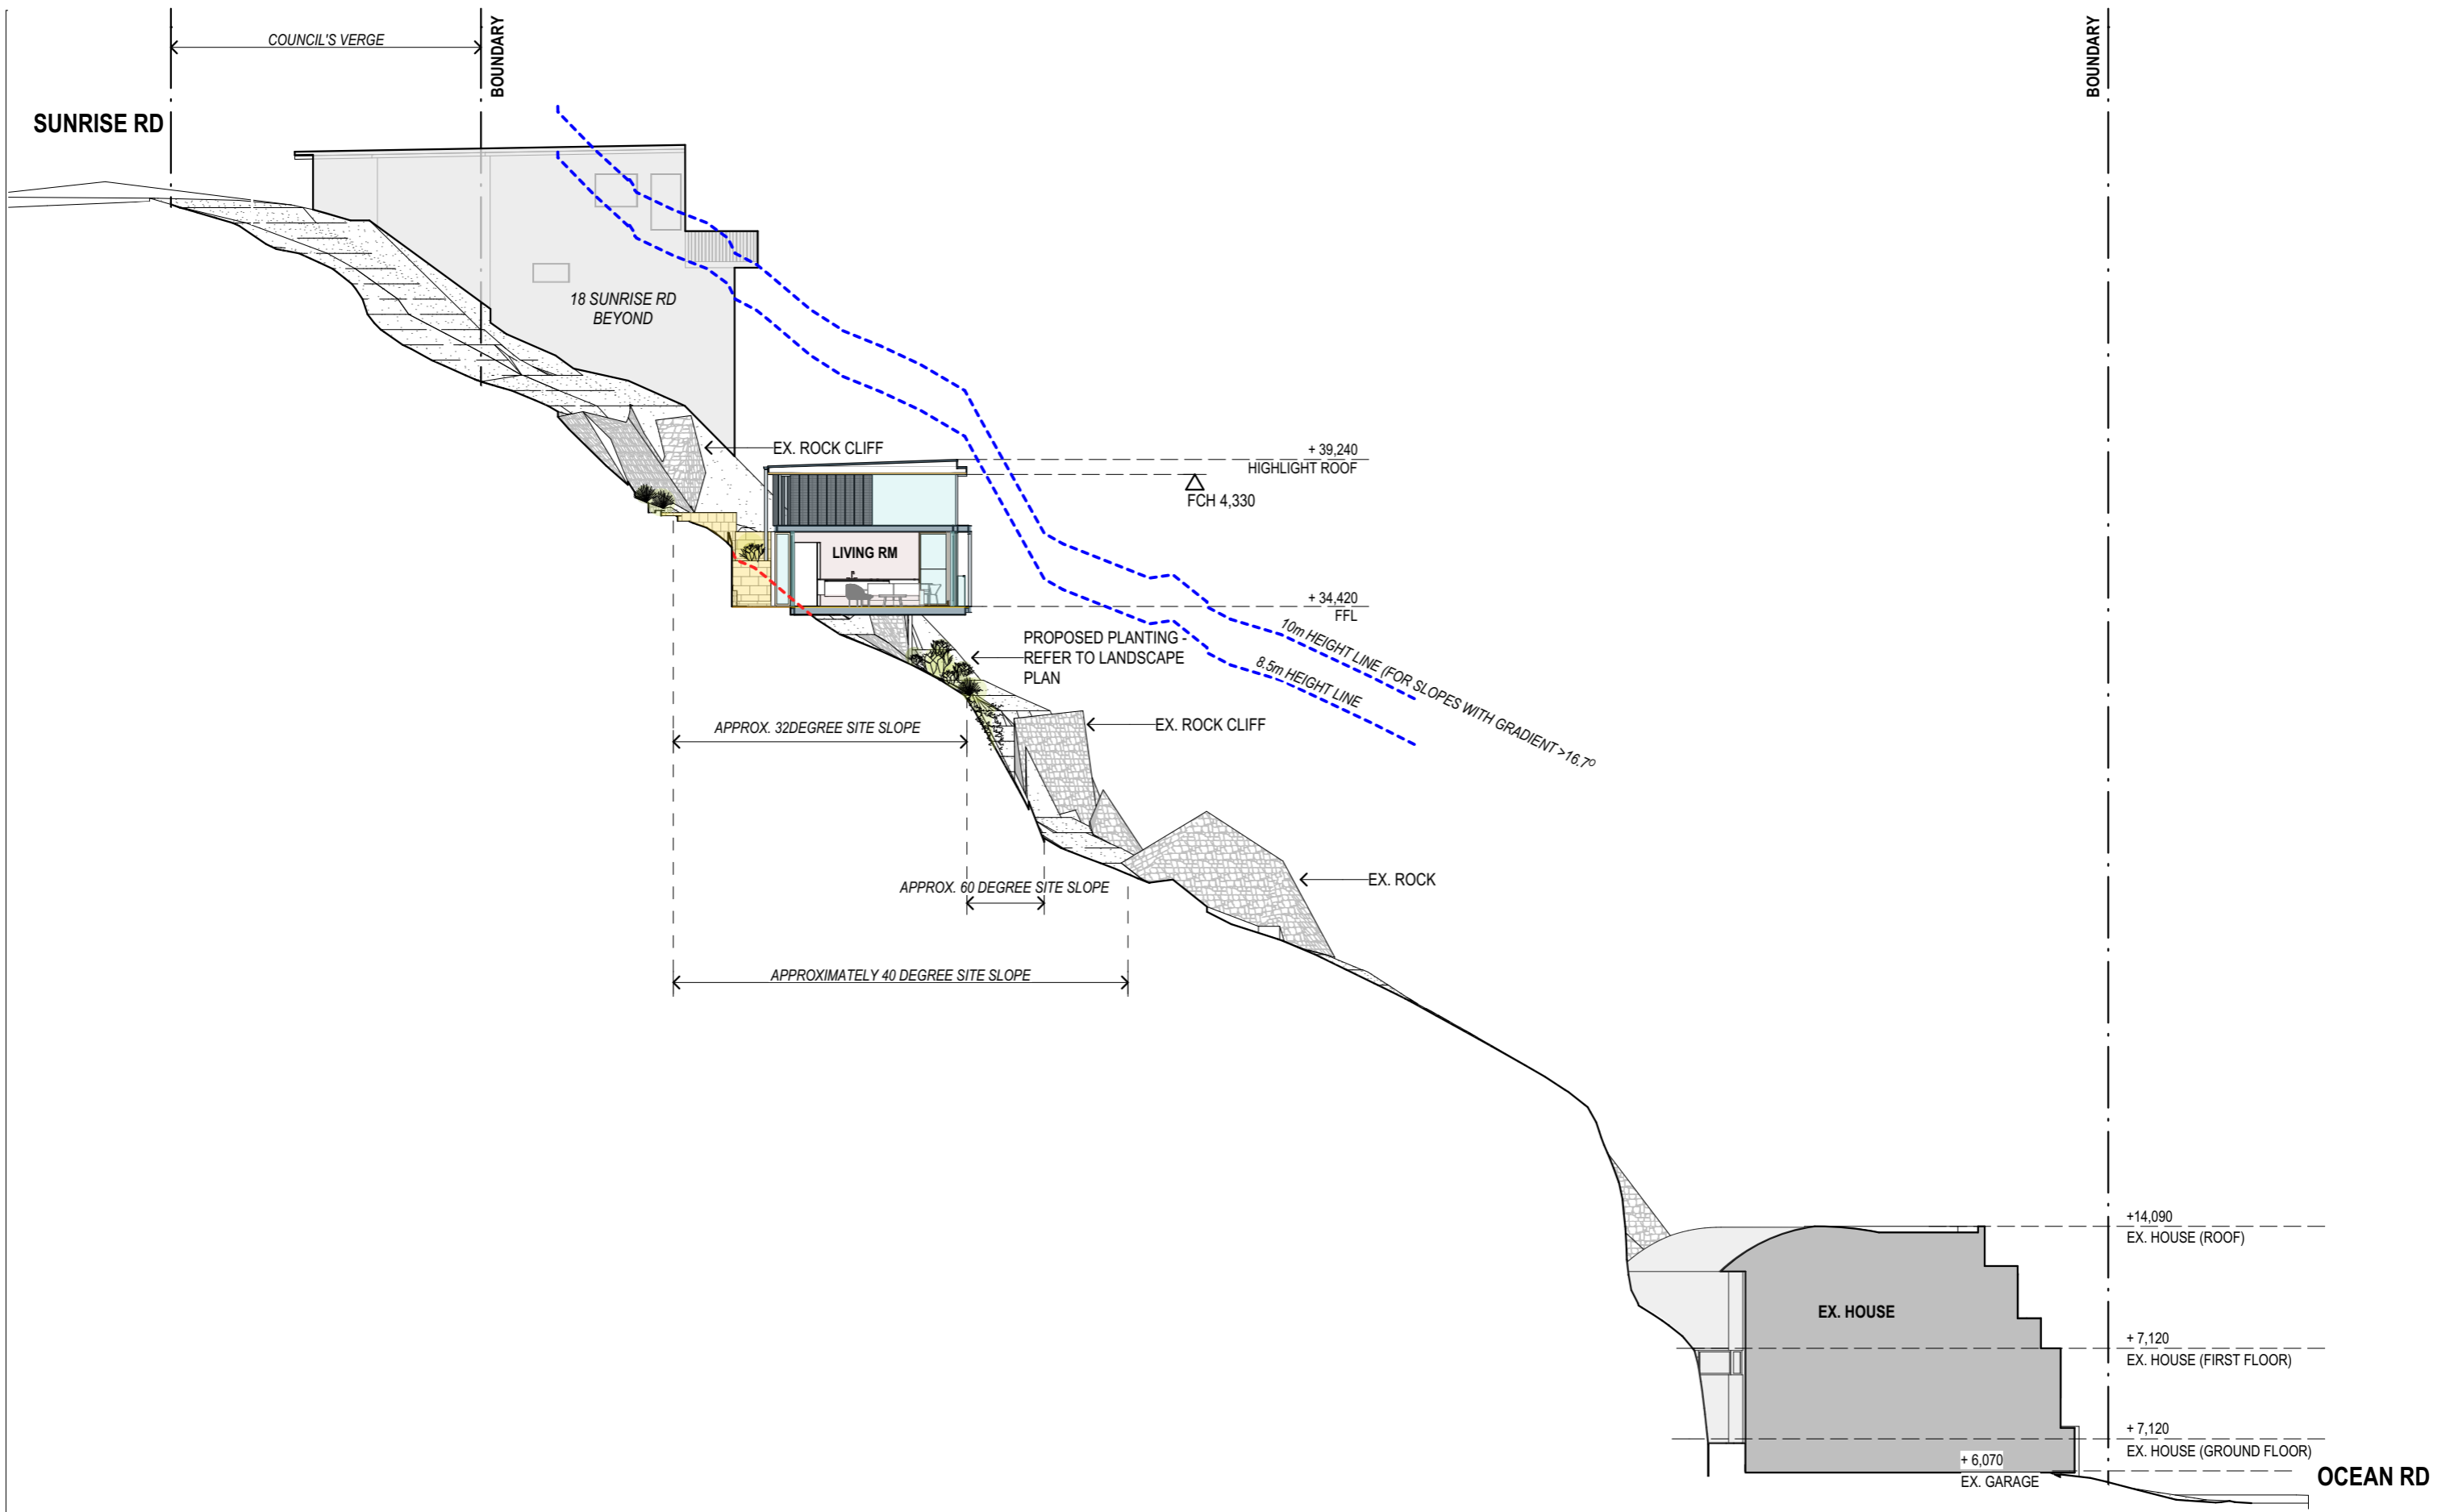 COUNCIL'S VERGE
BOUNDARY
BOUNDARY
SUNRISE RD
18 SUNRISE RD
BEYOND
EX. ROCK CLIFF
+ 39,240
HIGHLIGHT ROOF
FCH 4,330
LIVING RM
+ 34,420
FFL
PROPOSED PLANTING -
REFER TO LANDSCAPE
PLAN
10m HEIGHT LINE (FOR SLOPES WITH GRADIENT >16.7º
8.5m HEIGHT LINE
APPROX. 32DEGREE SITE SLOPE
EX. ROCK CLIFF
APPROX. 60 DEGREE SITE SLOPE
EX. ROCK
APPROXIMATELY 40 DEGREE SITE SLOPE
+14,090
EX. HOUSE (ROOF)
EX. HOUSE
+ 7,120
EX. HOUSE (FIRST FLOOR)
+ 7,120
EX. HOUSE (GROUND FLOOR)
+ 6,070
EX. GARAGE
OCEAN RD